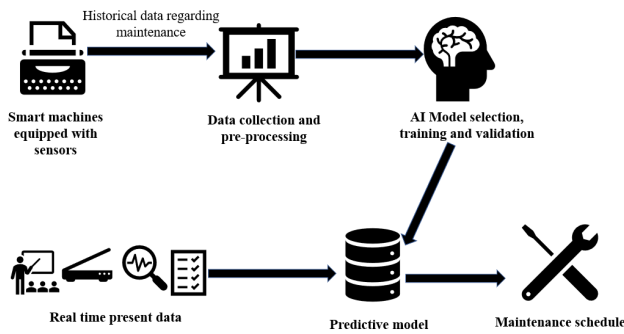 Historical data regarding
maintenance
Smart machines
equipped with
sensors
Data collection and
pre-processing
AI Model selection,
training and validation
Real time present data
Predictive model
Maintenance schedule